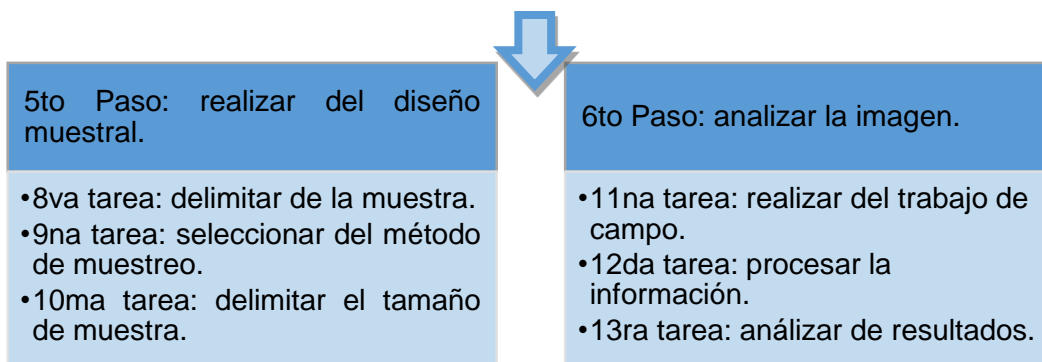 5to Paso: realizar del diseño
muestral.
•8va tarea: delimitar de la muestra.
•9na tarea: seleccionar del método
de muestreo.
•10ma tarea: delimitar el tamaño
de muestra.
6to Paso: analizar la imagen.
•11na tarea: realizar del trabajo de
campo.
•12da tarea: procesar la
información.
•13ra tarea: análizar de resultados.